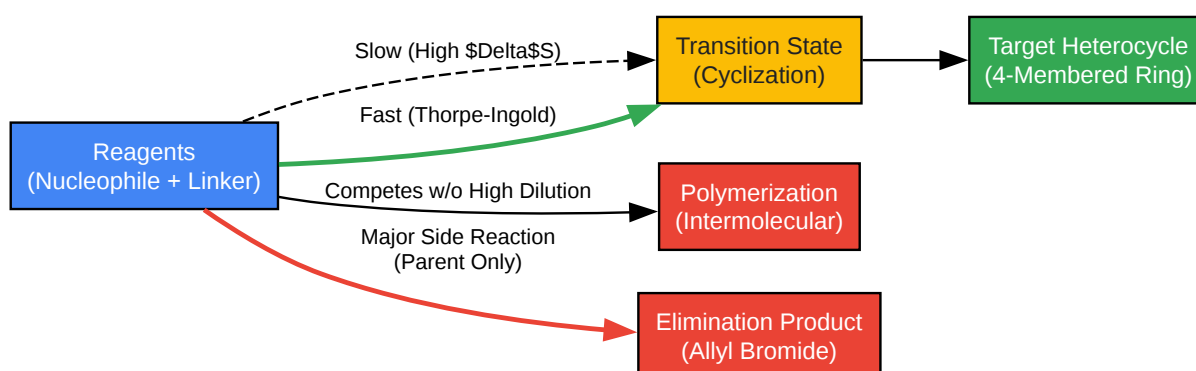 Slow (High $Delta$S)
Transition State
(Cyclization)
Target Heterocycle
(4-Membered Ring)
Fast (Thorpe-Ingold)
Reagents
(Nucleophile + Linker)
Competes w/o High Dilution
Polymerization
(Intermolecular)
Major Side Reaction
(Parent Only)
Elimination Product
(Allyl Bromide)